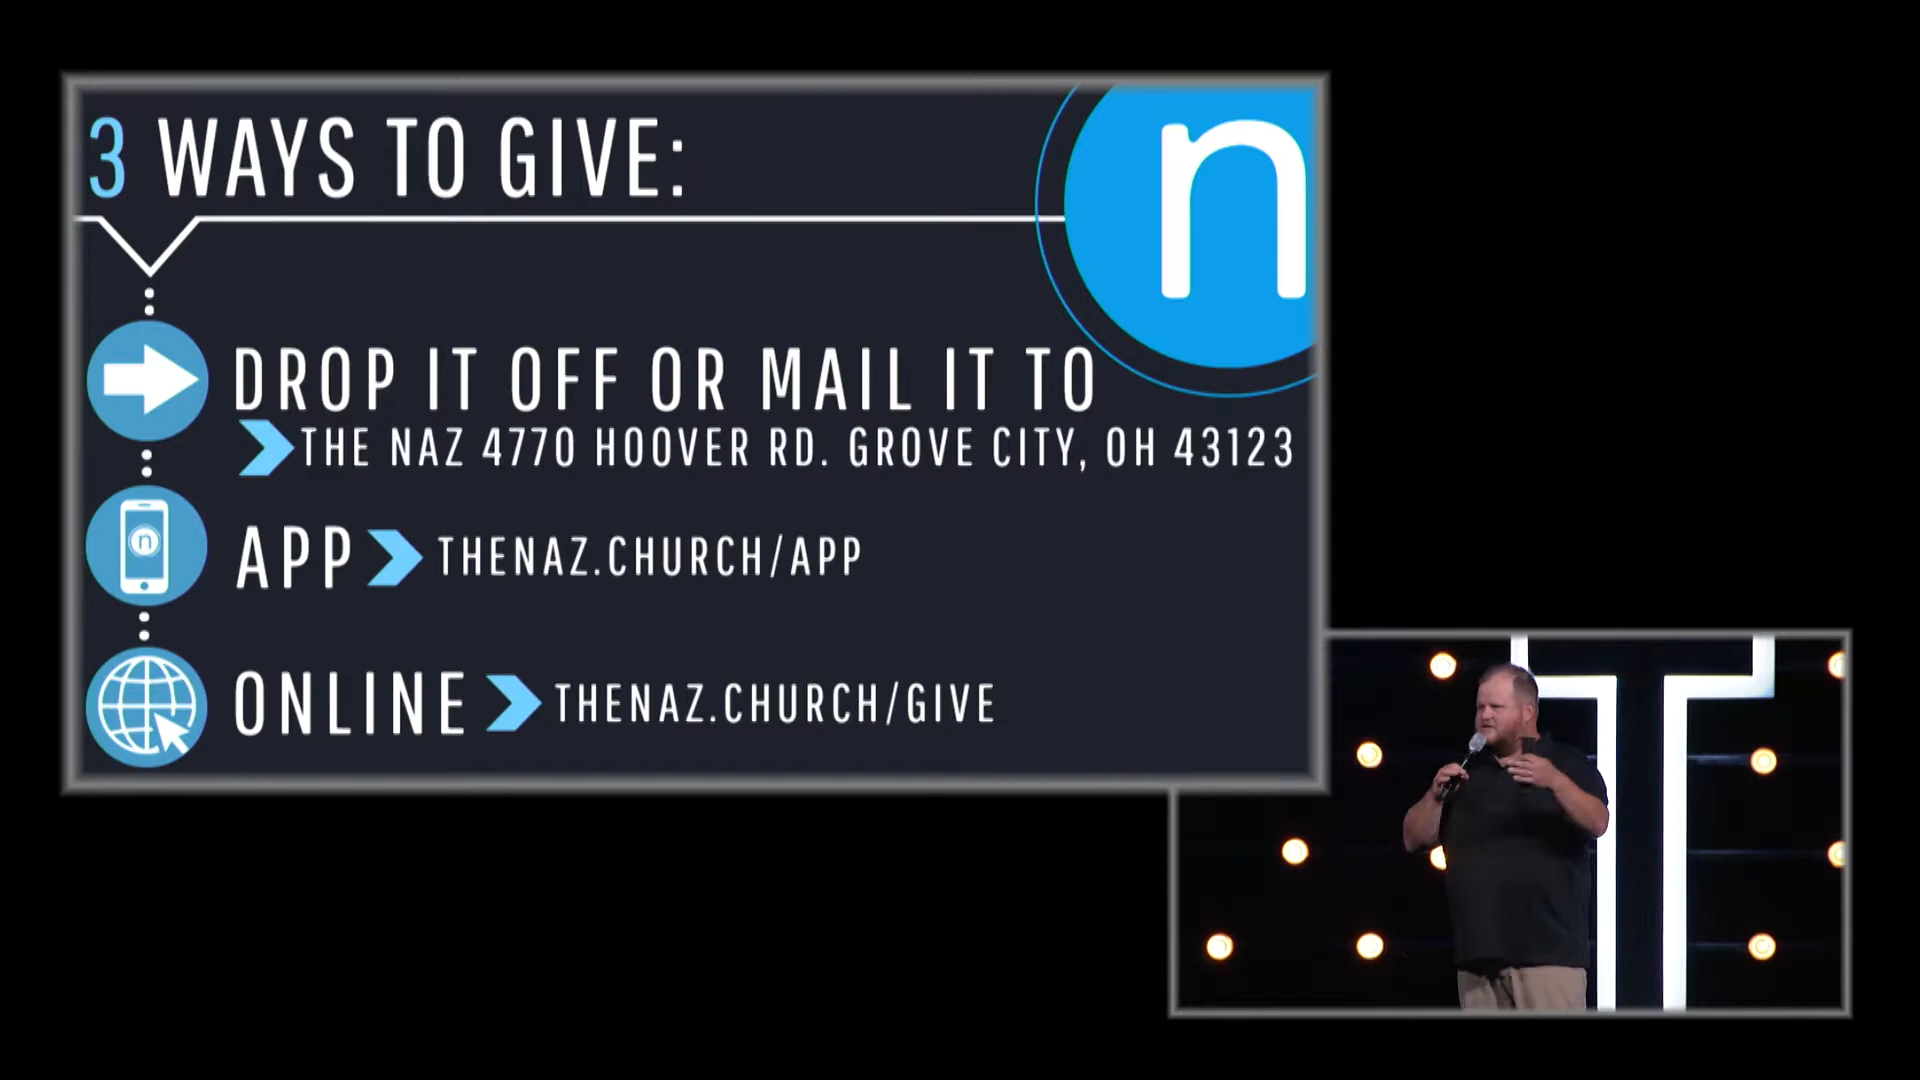 3 WAYS TO GIVE:
n
DROP IT OFF OR MAIL IT TO
THE NAZ 4770 HOOVER RD. GROVE CITY, OH 43123
n
APP THENAZ.CHURCH/APP
ONLINE THENAZ.CHURCH/GIVE